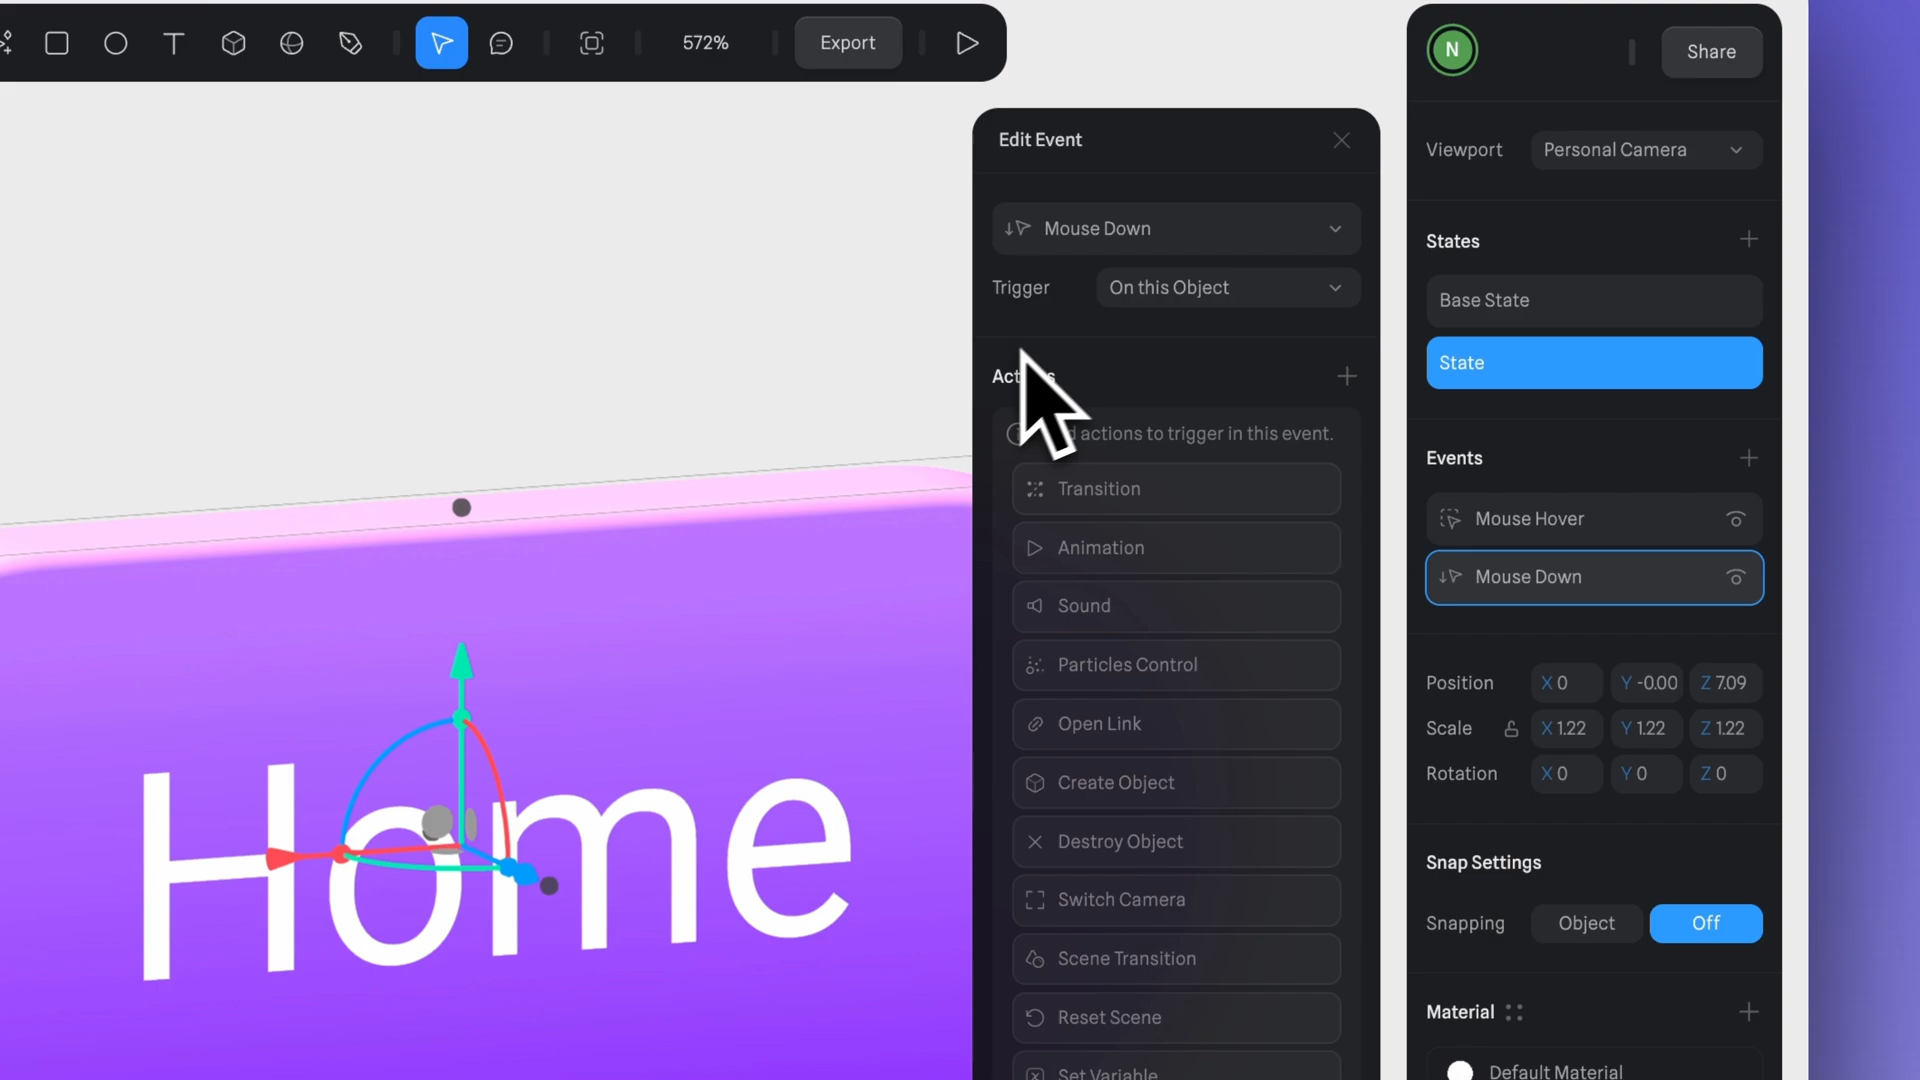 572%
Export
N
Share
Edit Event
Viewport
Personal Camera
Mouse Down
Trigger
On this Object
States
Base State
State
actions to trigger in this event.
Transition
Animation
Sound
Particles Control
Open Link
Create Object
Destroy Object
Switch Camera
Scene Transition
Reset Scene
Set Variable
Events
Mouse Hover
Mouse Down
Position
X 0
Y -0.00
Z 7.09
Scale
X 1.22
Y 1.22
Z 1.22
Rotation
X 0
Y 0
Z 0
Snap Settings
Snapping
Object
Off
Material
Default Material
Home